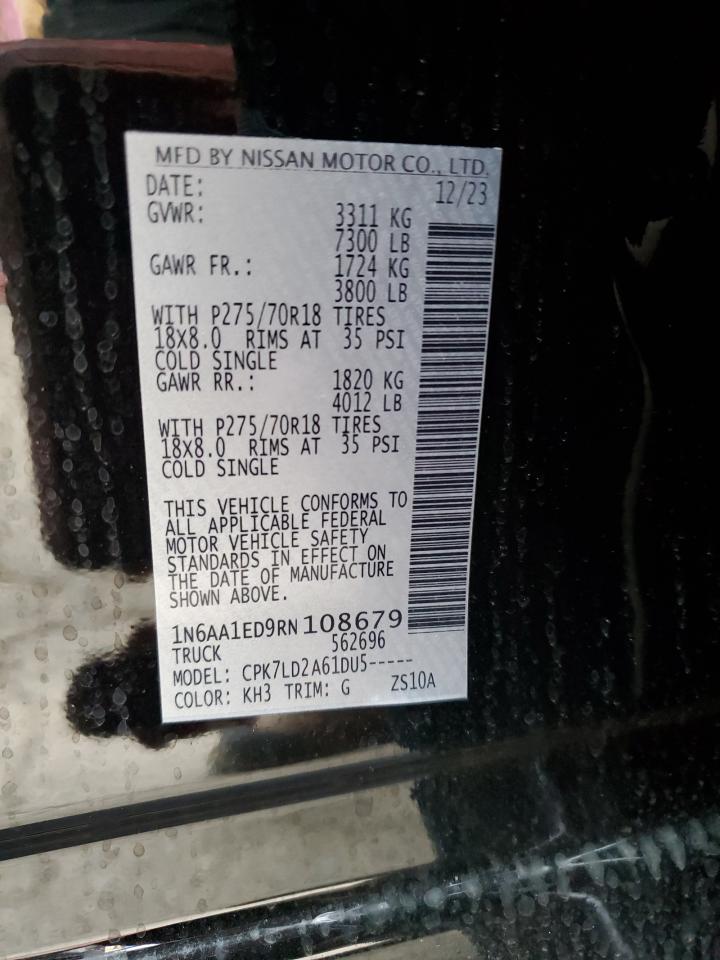 MFD BY NISSAN MOTOR CO., LTD.
DATE: 12/23
GVWR: 3311 KG
7300 LB
GAWR FR.: 1724 KG
3800 LB
WITH P275/70R18 TIRES
18X8.0 RIMS AT 35 PSI
COLD SINGLE
GAWR RR.: 1820 KG
4012 LB
WITH P275/70R18 TIRES
18X8.0 RIMS AT 35 PSI
COLD SINGLE
THIS VEHICLE CONFORMS TO
ALL APPLICABLE FEDERAL
MOTOR VEHICLE SAFETY
STANDARDS IN EFFECT ON
THE DATE OF MANUFACTURE
SHOWN ABOVE.
1N6AA1ED9RN108679
TRUCK 562696
MODEL: CPK7LD2A61DU5-----
COLOR: KH3 TRIM: G ZS10A